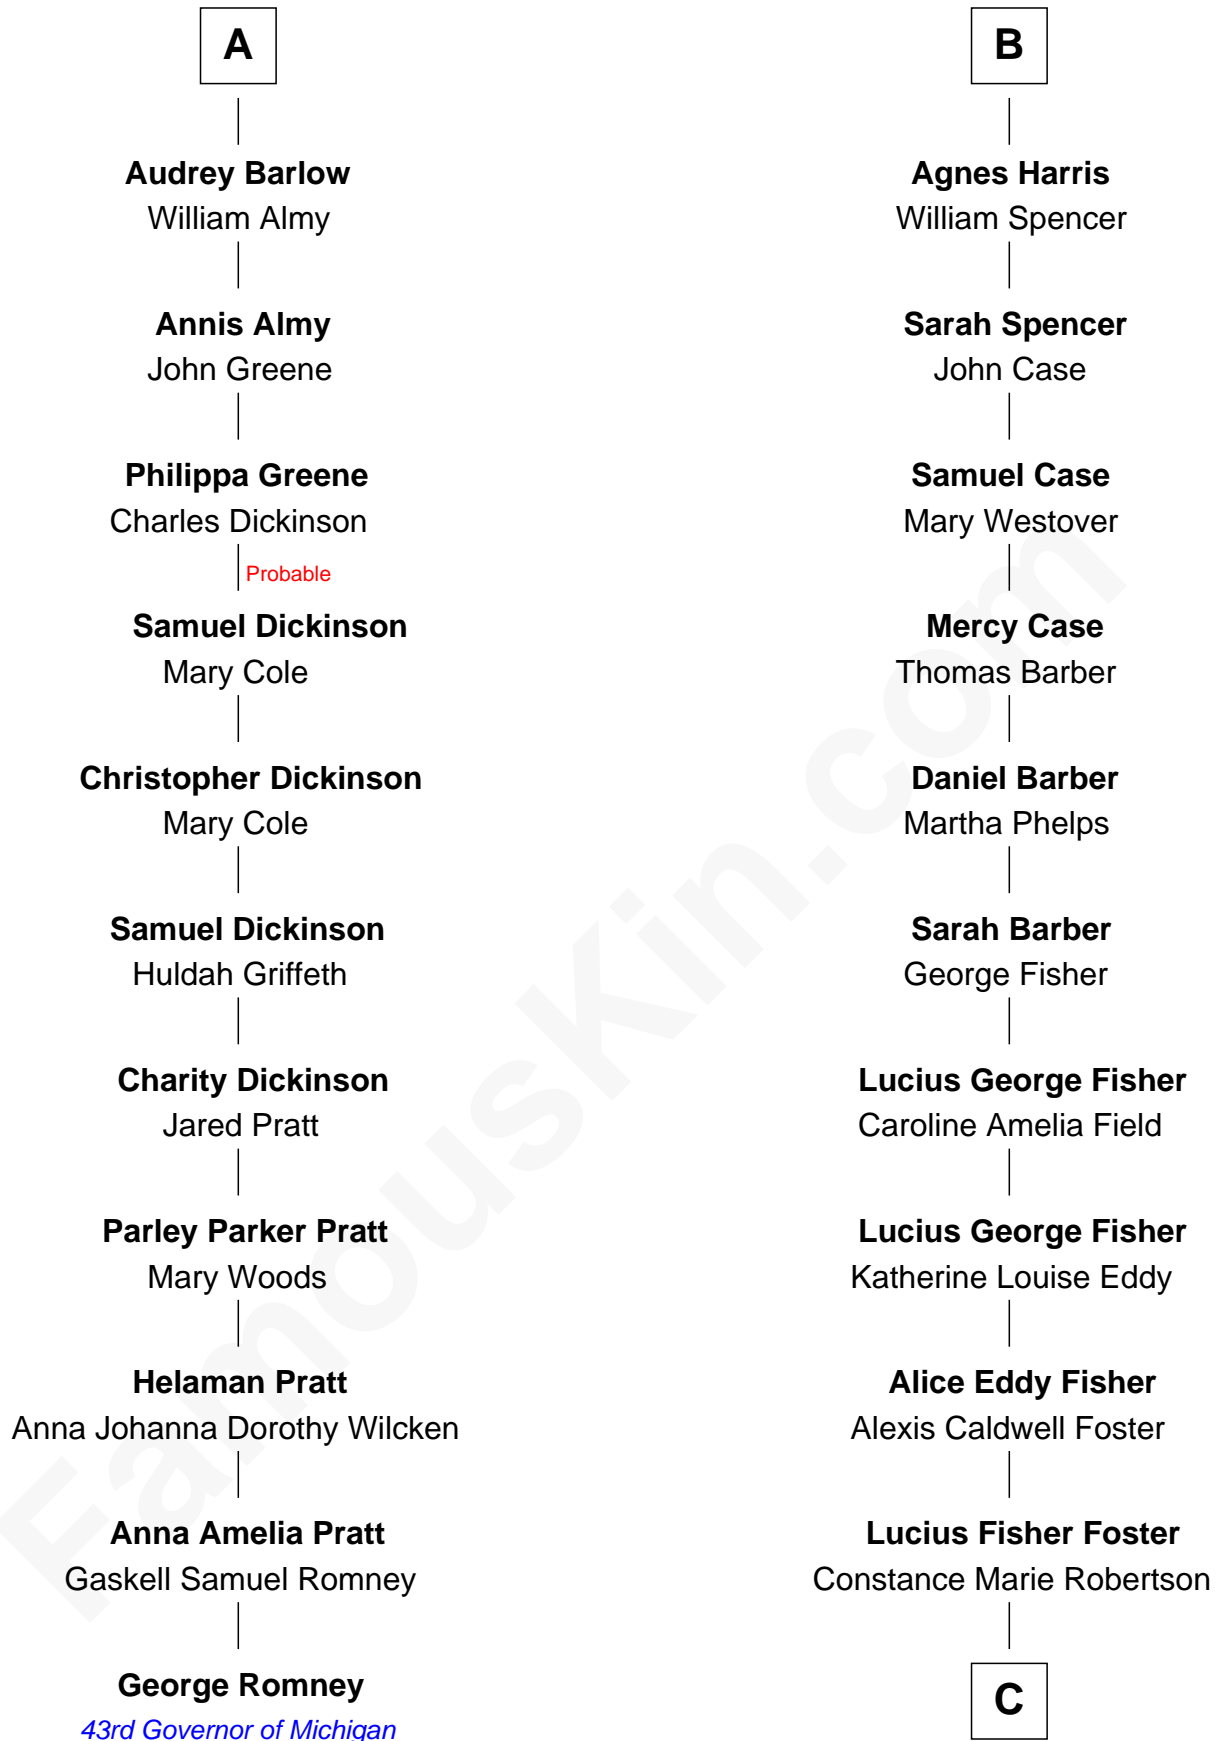 A
Audrey Barlow
William Almy
Annis Almy
John Greene
Philippa Greene
Charles Dickinson
Probable
Samuel Dickinson
Mary Cole
Christopher Dickinson
Mary Cole
Samuel Dickinson
Huldah Griffeth
Charity Dickinson
Jared Pratt
Parley Parker Pratt
Mary Woods
Helaman Pratt
Anna Johanna Dorothy Wilcken
Anna Amelia Pratt
Gaskell Samuel Romney
George Romney
43rd Governor of Michigan
B
Agnes Harris
William Spencer
Sarah Spencer
John Case
Samuel Case
Mary Westover
Mercy Case
Thomas Barber
Daniel Barber
Martha Phelps
Sarah Barber
George Fisher
Lucius George Fisher
Caroline Amelia Field
Lucius George Fisher
Katherine Louise Eddy
Alice Eddy Fisher
Alexis Caldwell Foster
Lucius Fisher Foster
Constance Marie Robertson
C
FamousKin.com